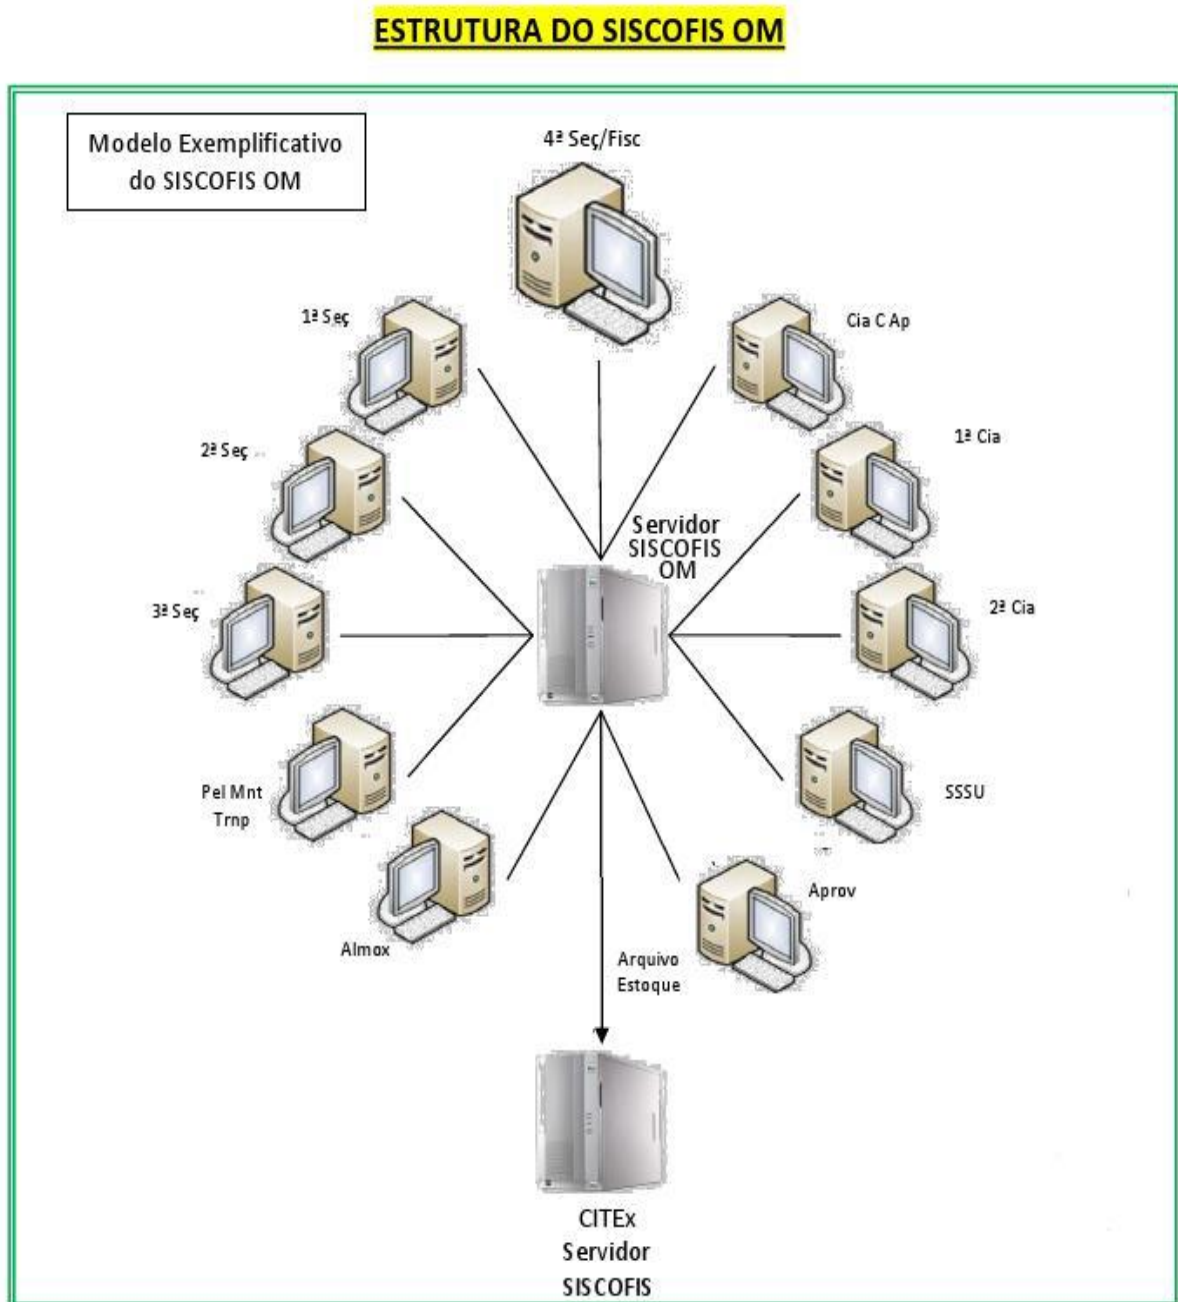 ESTRUTURA DO SISCOFIS OM
Modelo Exemplificativo
do SISCOFIS OM
4ª Seç/Fisc
1ª Seç
Cia C Ap
2ª Seç
1ª Cia
Servidor
SISCOFIS
OM
3ª Seç
2ª Cia
Pel Mnt
Trnp
SSSU
Almox
Aprov
Arquivo
Estoque
CITEx
Servidor
SISCOFIS